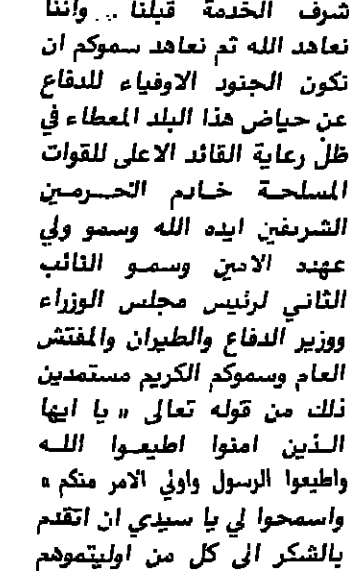 شرف الخدمة قبلنا .. واننا
نعاهد الله ثم نعاهد سموكم ان
نكون الجنود الاوفياء للدفاع
عن حياض هذا البلد المعطاء في
ظل رعاية القائد الاعلى للقوات
المسلحة خادم الحرمين
الشريفين ايده الله وسمو ولي
عهده الامين وسمو النائب
الثاني لرئيس مجلس الوزراء
ووزير الدفاع والطيران والمفتش
العام وسموكم الكريم مستمدين
ذلك من قوله تعالى « يا ايها
الذين امنوا اطيعوا الله
واطيعوا الرسول واولي الامر منكم »
واسمحوا لي يا سيدي ان اتقدم
بالشكر الى كل من اوليتموهم